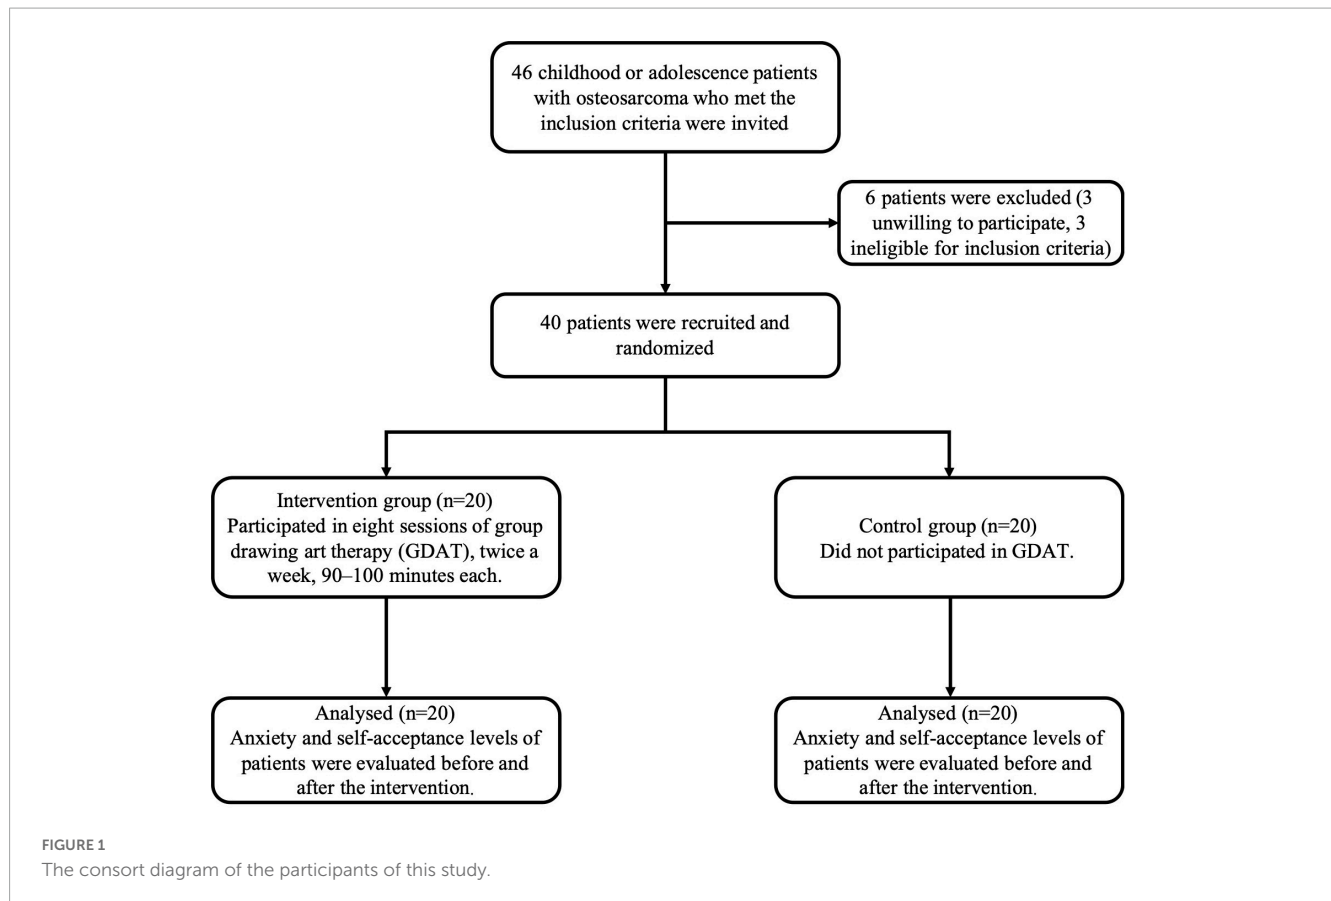 46 childhood or adolescence patients
with osteosarcoma who met the
inclusion criteria were invited
6 patients were excluded (3
unwilling to participate, 3
ineligible for inclusion criteria)
40 patients were recruited and
randomized
Intervention group (n=20)
Participated in eight sessions of group
drawing art therapy (GDAT), twice a
week, 90–100 minutes each.
Control group (n=20)
Did not participated in GDAT.
Analysed (n=20)
Anxiety and self-acceptance levels of
patients were evaluated before and
after the intervention.
Analysed (n=20)
Anxiety and self-acceptance levels of
patients were evaluated before and
after the intervention.
FIGURE 1
The consort diagram of the participants of this study.